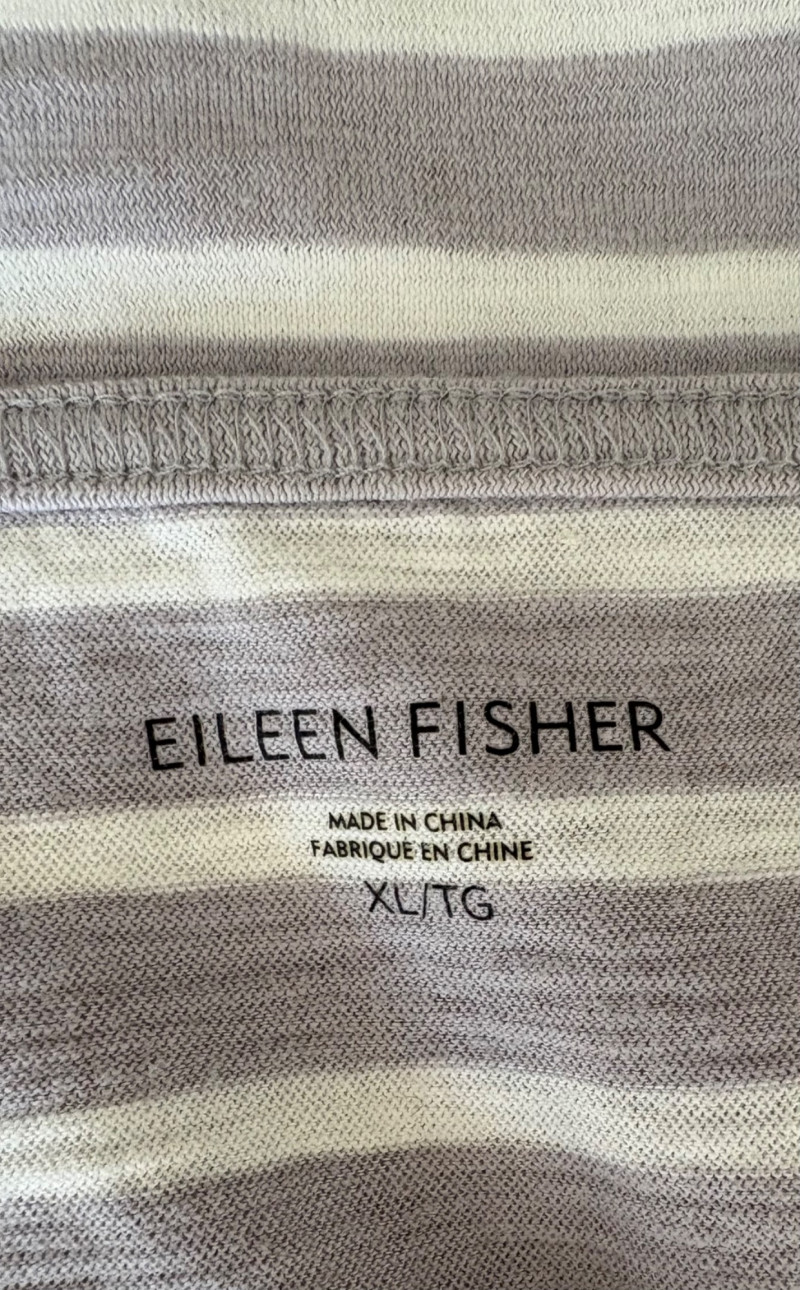 EILEEN FISHER
MADE IN CHINA
FABRIQUE EN CHINE
XL/TG